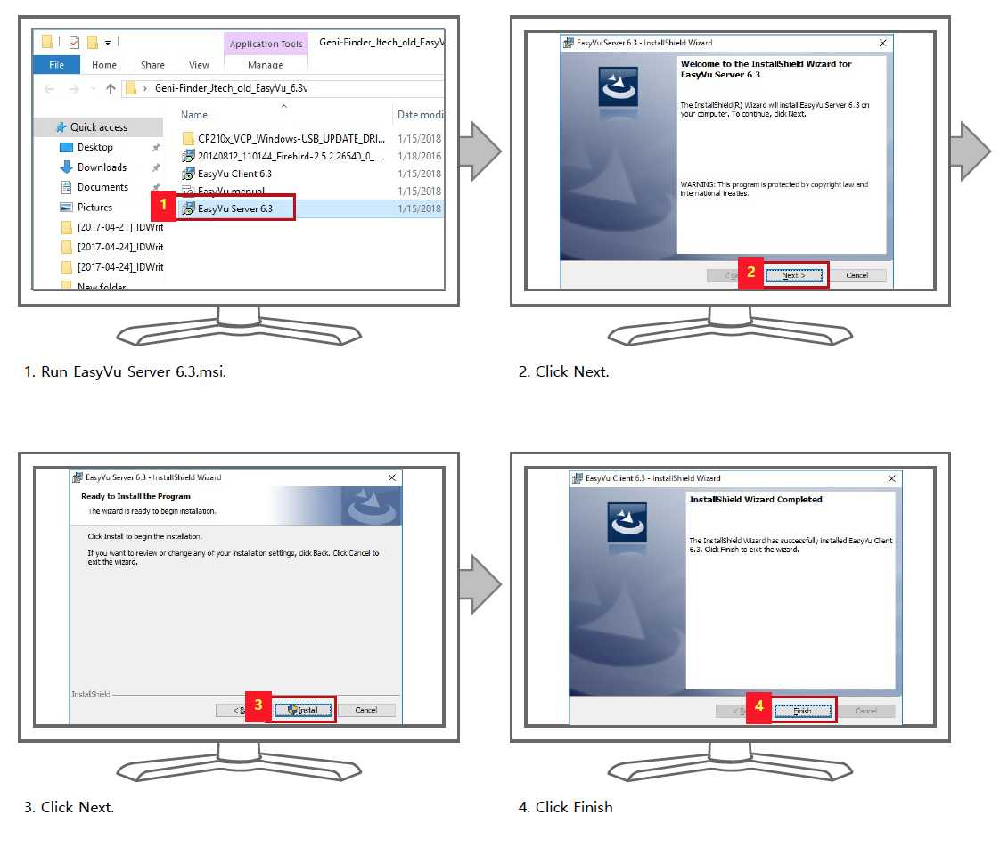 Application Tools
Geni-Finder_Jtech_old_EasyV
File Home Share View Manage
Geni-Finder_Jtech_old_EasyVu_6.3v
Name Date modi
Quick access
Desktop
Downloads
Documents
Pictures
[2017-04-21]_IDWrit
[2017-04-24]_IDWrit
[2017-04-24]_IDWrit
New folder
CP210x_VCP_Windows-USB_UPDATE_DRI... 1/15/2018
20140812_110144_Firebird-2.5.2.26540_0_... 1/18/2016
EasyVu Client 6.3 1/15/2018
EasyVu menual 1/15/2018
1
EasyVu Server 6.3 1/15/2018
1. Run EasyVu Server 6.3.msi.
EasyVu Server 6.3 - InstallShield Wizard
Welcome to the InstallShield Wizard for
EasyVu Server 6.3
The InstallShield(R) Wizard will install EasyVu Server 6.3 on
your computer. To continue, click Next.
WARNING: This program is protected by copyright law and
international treaties.
2
Next > Cancel
2. Click Next.
EasyVu Server 6.3 - InstallShield Wizard
Ready to Install the Program
The wizard is ready to begin installation.
Click Install to begin the installation.
If you want to review or change any of your installation settings, click Back. Click Cancel to
exit the wizard.
InstallShield
3
Install Cancel
3. Click Next.
EasyVu Client 6.3 - InstallShield Wizard
InstallShield Wizard Completed
The InstallShield Wizard has successfully installed EasyVu Client
6.3. Click Finish to exit the wizard.
4
Finish Cancel
4. Click Finish